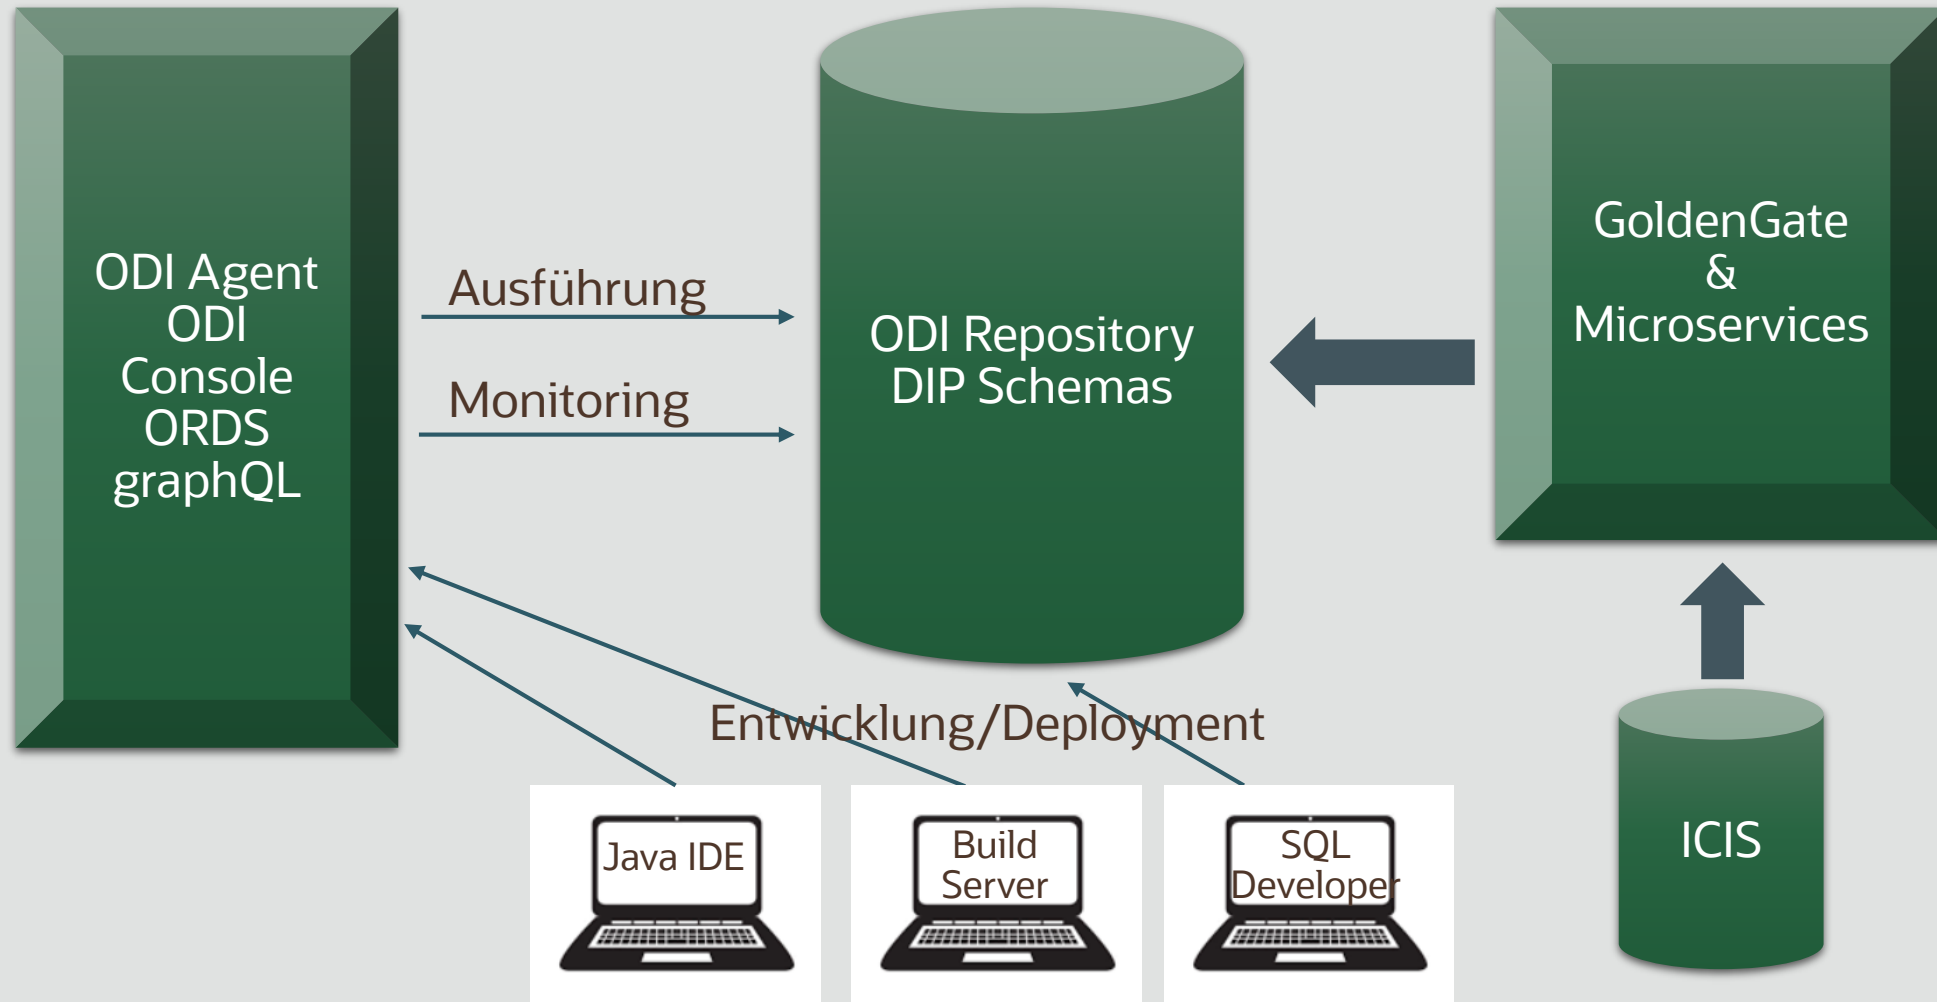 ODI Agent
ODI
Console
ORDS
graphQL
Ausführung
Monitoring
ODI Repository
DIP Schemas
GoldenGate
&
Microservices
Entwicklung/Deployment
Java IDE
Build
Server
SQL
Developer
ICIS